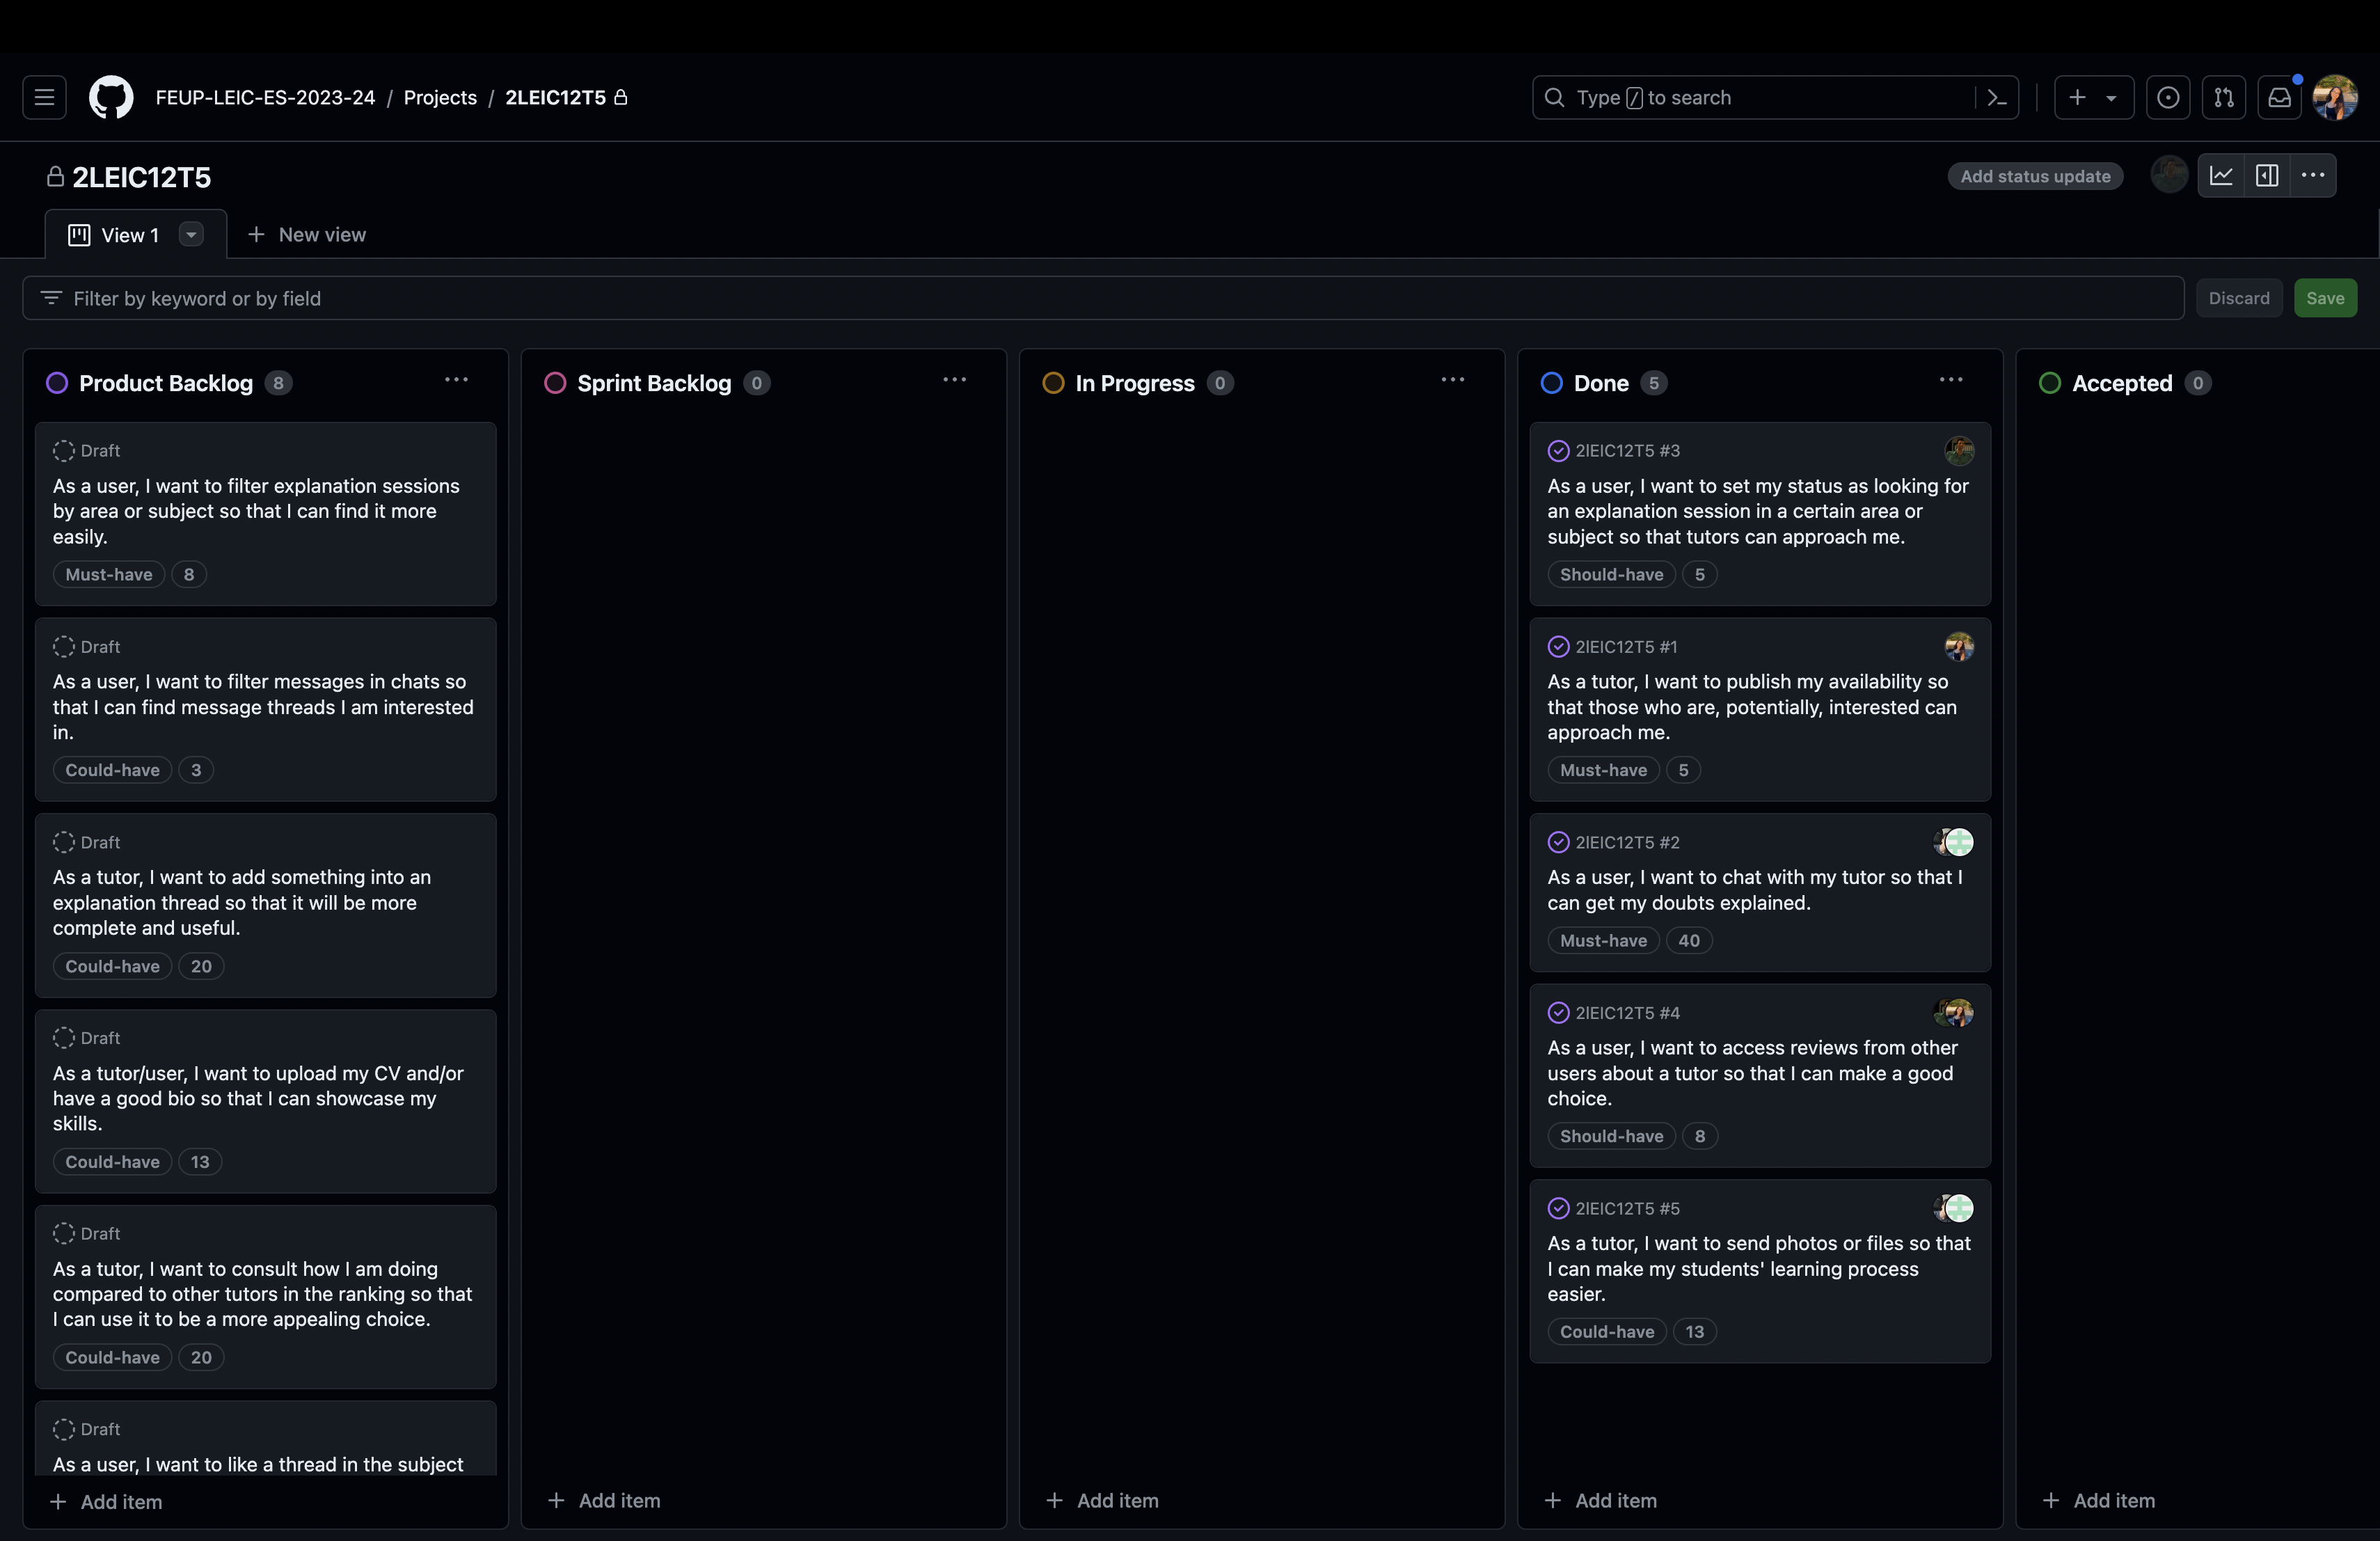 FEUP-LEIC-ES-2023-24 / Projects / 2LEIC12T5
Type / to search
2LEIC12T5
Add status update
View 1
New view
Filter by keyword or by field
Discard
Save
Product Backlog 8
Draft
As a user, I want to filter explanation sessions
by area or subject so that I can find it more
easily.
Must-have 8
Draft
As a user, I want to filter messages in chats so
that I can find message threads I am interested
in.
Could-have 3
Draft
As a tutor, I want to add something into an
explanation thread so that it will be more
complete and useful.
Could-have 20
Draft
As a tutor/user, I want to upload my CV and/or
have a good bio so that I can showcase my
skills.
Could-have 13
Draft
As a tutor, I want to consult how I am doing
compared to other tutors in the ranking so that
I can use it to be a more appealing choice.
Could-have 20
Draft
As a user, I want to like a thread in the subject
Add item
Sprint Backlog 0
Add item
In Progress 0
Add item
Done 5
2lEIC12T5 #3
As a user, I want to set my status as looking for
an explanation session in a certain area or
subject so that tutors can approach me.
Should-have 5
2lEIC12T5 #1
As a tutor, I want to publish my availability so
that those who are, potentially, interested can
approach me.
Must-have 5
2lEIC12T5 #2
As a user, I want to chat with my tutor so that I
can get my doubts explained.
Must-have 40
2lEIC12T5 #4
As a user, I want to access reviews from other
users about a tutor so that I can make a good
choice.
Should-have 8
2lEIC12T5 #5
As a tutor, I want to send photos or files so that
I can make my students' learning process
easier.
Could-have 13
Add item
Accepted 0
Add item